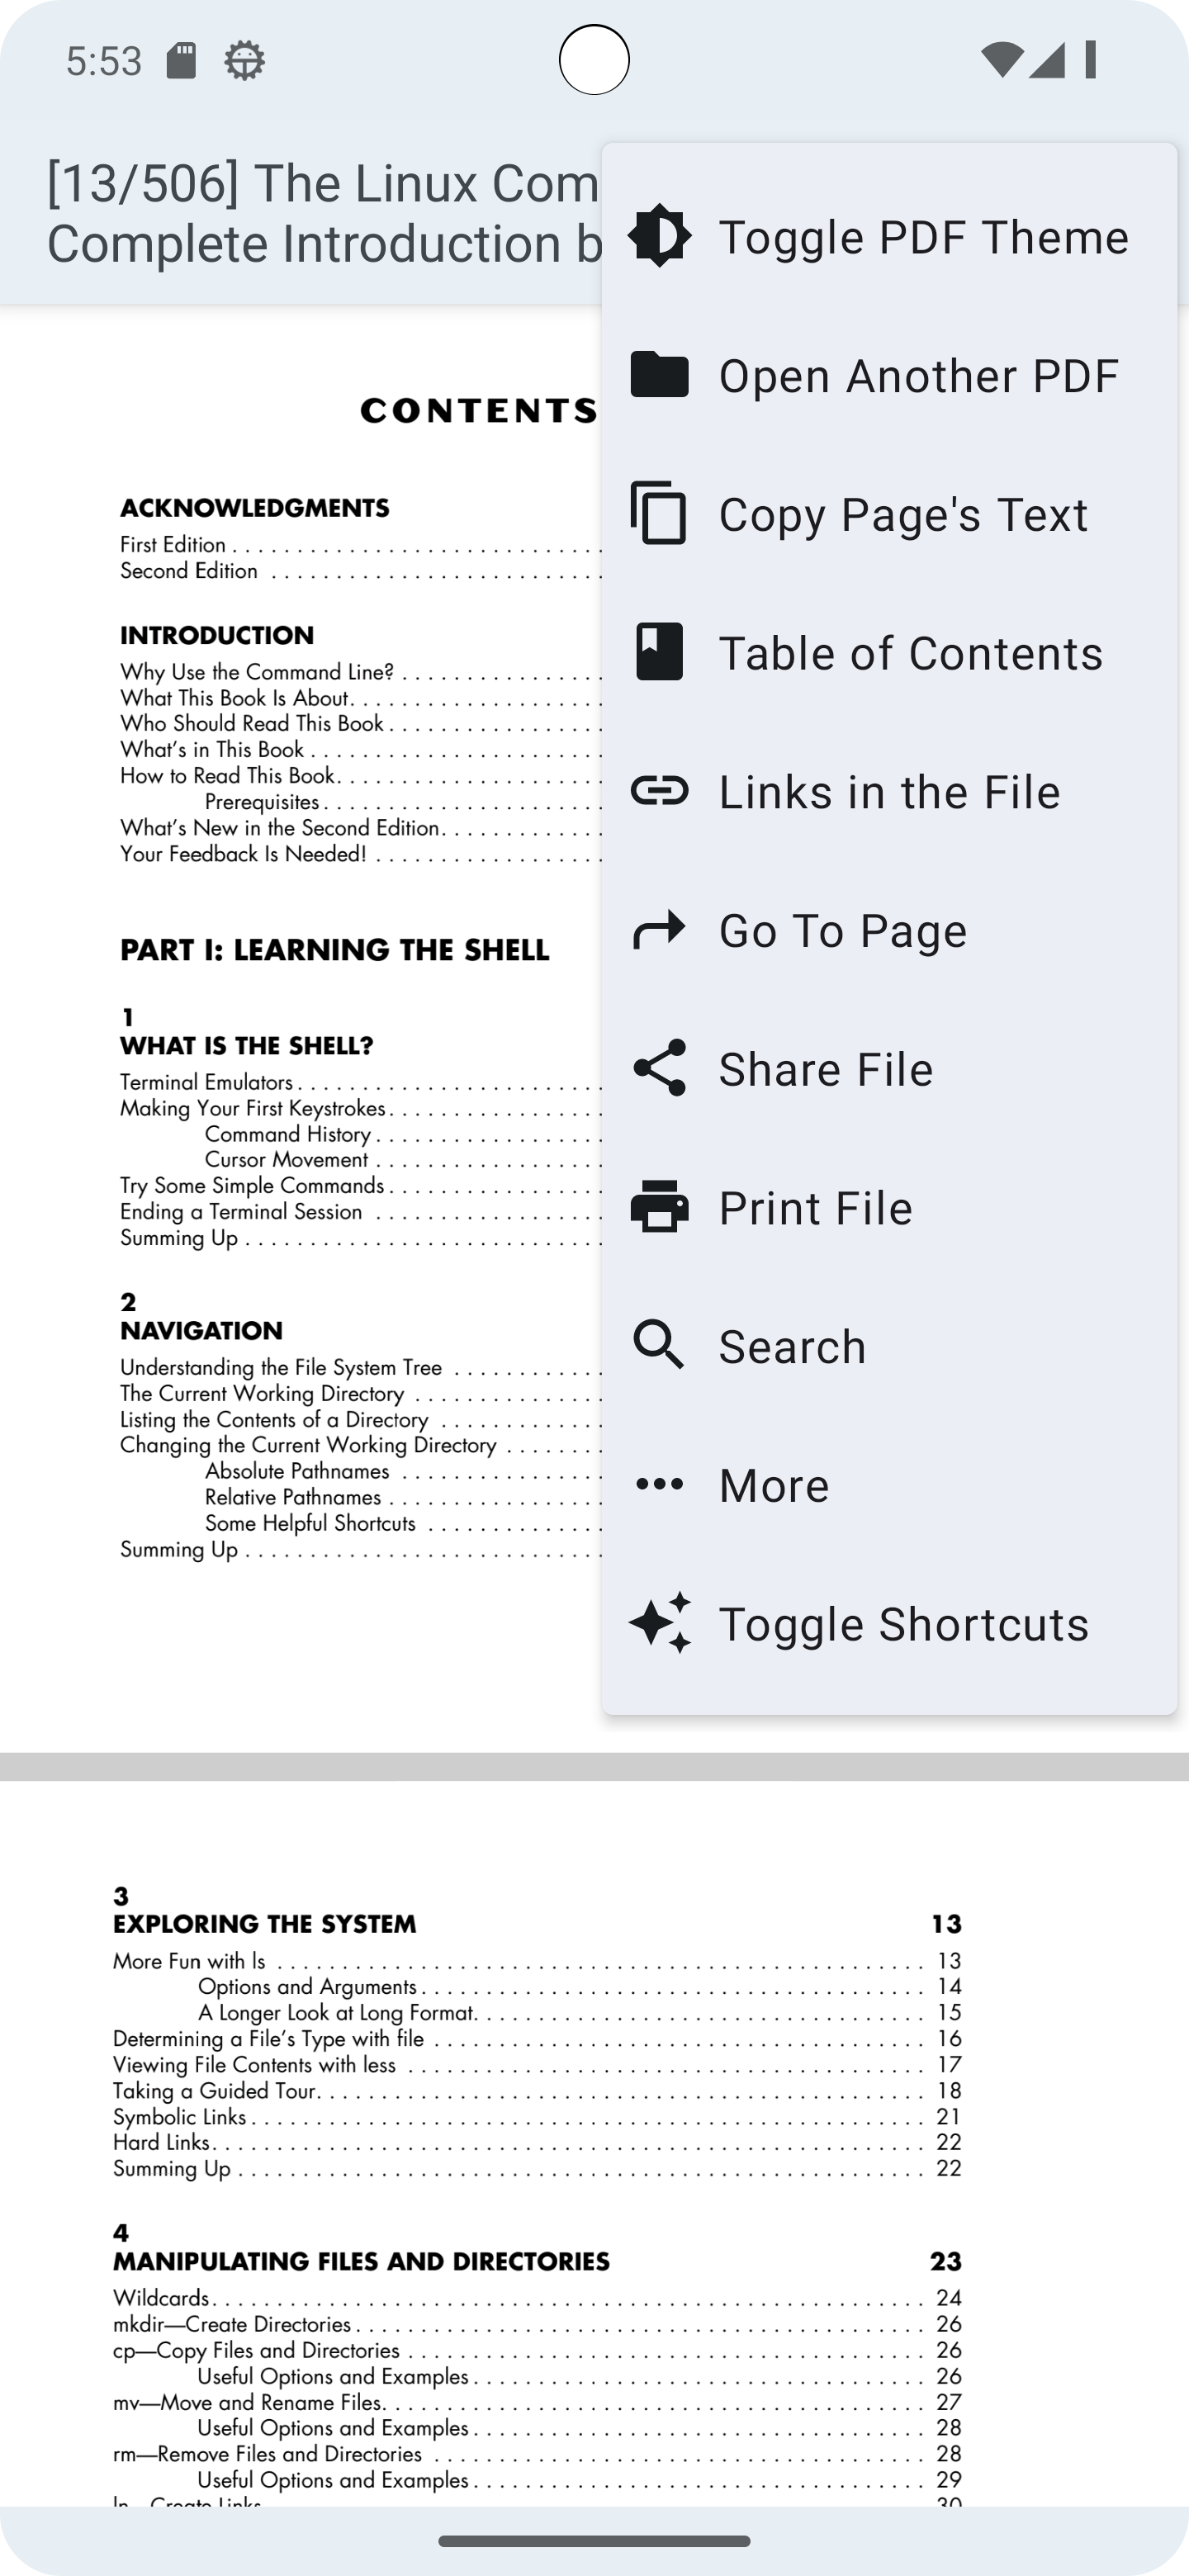 5:53
[13/506] The Linux Com
Complete Introduction b
Toggle PDF Theme
Open Another PDF
Copy Page's Text
Table of Contents
Links in the File
Go To Page
Share File
Print File
Search
More
Toggle Shortcuts
CONTENTS
ACKNOWLEDGMENTS
First Edition . . . . . . . . . . . . . . . . . . . . . . . . . . . . .
Second Edition . . . . . . . . . . . . . . . . . . . . . . . . . .
INTRODUCTION
Why Use the Command Line? . . . . . . . . . . . . . . . .
What This Book Is About. . . . . . . . . . . . . . . . . . . .
Who Should Read This Book . . . . . . . . . . . . . . . . .
What’s in This Book . . . . . . . . . . . . . . . . . . . . . . .
How to Read This Book. . . . . . . . . . . . . . . . . . . . .
Prerequisites . . . . . . . . . . . . . . . . . . . . . .
What’s New in the Second Edition. . . . . . . . . . . . .
Your Feedback Is Needed! . . . . . . . . . . . . . . . . . .
PART I: LEARNING THE SHELL
1
WHAT IS THE SHELL?
Terminal Emulators . . . . . . . . . . . . . . . . . . . . . . . .
Making Your First Keystrokes . . . . . . . . . . . . . . . . .
Command History . . . . . . . . . . . . . . . . . .
Cursor Movement . . . . . . . . . . . . . . . . . .
Try Some Simple Commands . . . . . . . . . . . . . . . . .
Ending a Terminal Session . . . . . . . . . . . . . . . . . .
Summing Up . . . . . . . . . . . . . . . . . . . . . . . . . . . .
2
NAVIGATION
Understanding the File System Tree . . . . . . . . . . . .
The Current Working Directory . . . . . . . . . . . . . . .
Listing the Contents of a Directory . . . . . . . . . . . . .
Changing the Current Working Directory . . . . . . . .
Absolute Pathnames . . . . . . . . . . . . . . . .
Relative Pathnames . . . . . . . . . . . . . . . . .
Some Helpful Shortcuts . . . . . . . . . . . . . .
Summing Up . . . . . . . . . . . . . . . . . . . . . . . . . . . .
3
EXPLORING THE SYSTEM 13
More Fun with ls . . . . . . . . . . . . . . . . . . . . . . . . . . . . . . . . . . . . . . . . . . . . . . . . . . 13
Options and Arguments . . . . . . . . . . . . . . . . . . . . . . . . . . . . . . . . . . . . . . . 14
A Longer Look at Long Format. . . . . . . . . . . . . . . . . . . . . . . . . . . . . . . . . . . 15
Determining a File’s Type with file . . . . . . . . . . . . . . . . . . . . . . . . . . . . . . . . . . . . . . 16
Viewing File Contents with less . . . . . . . . . . . . . . . . . . . . . . . . . . . . . . . . . . . . . . . . 17
Taking a Guided Tour. . . . . . . . . . . . . . . . . . . . . . . . . . . . . . . . . . . . . . . . . . . . . . . 18
Symbolic Links . . . . . . . . . . . . . . . . . . . . . . . . . . . . . . . . . . . . . . . . . . . . . . . . . . . . 21
Hard Links. . . . . . . . . . . . . . . . . . . . . . . . . . . . . . . . . . . . . . . . . . . . . . . . . . . . . . . 22
Summing Up . . . . . . . . . . . . . . . . . . . . . . . . . . . . . . . . . . . . . . . . . . . . . . . . . . . . . 22
4
MANIPULATING FILES AND DIRECTORIES 23
Wildcards . . . . . . . . . . . . . . . . . . . . . . . . . . . . . . . . . . . . . . . . . . . . . . . . . . . . . . . 24
mkdir—Create Directories . . . . . . . . . . . . . . . . . . . . . . . . . . . . . . . . . . . . . . . . . . . . 26
cp—Copy Files and Directories . . . . . . . . . . . . . . . . . . . . . . . . . . . . . . . . . . . . . . . . 26
Useful Options and Examples . . . . . . . . . . . . . . . . . . . . . . . . . . . . . . . . . . . 26
mv—Move and Rename Files. . . . . . . . . . . . . . . . . . . . . . . . . . . . . . . . . . . . . . . . . . 27
Useful Options and Examples . . . . . . . . . . . . . . . . . . . . . . . . . . . . . . . . . . . 28
rm—Remove Files and Directories . . . . . . . . . . . . . . . . . . . . . . . . . . . . . . . . . . . . . . 28
Useful Options and Examples . . . . . . . . . . . . . . . . . . . . . . . . . . . . . . . . . . . 29
ln—Create Links 30